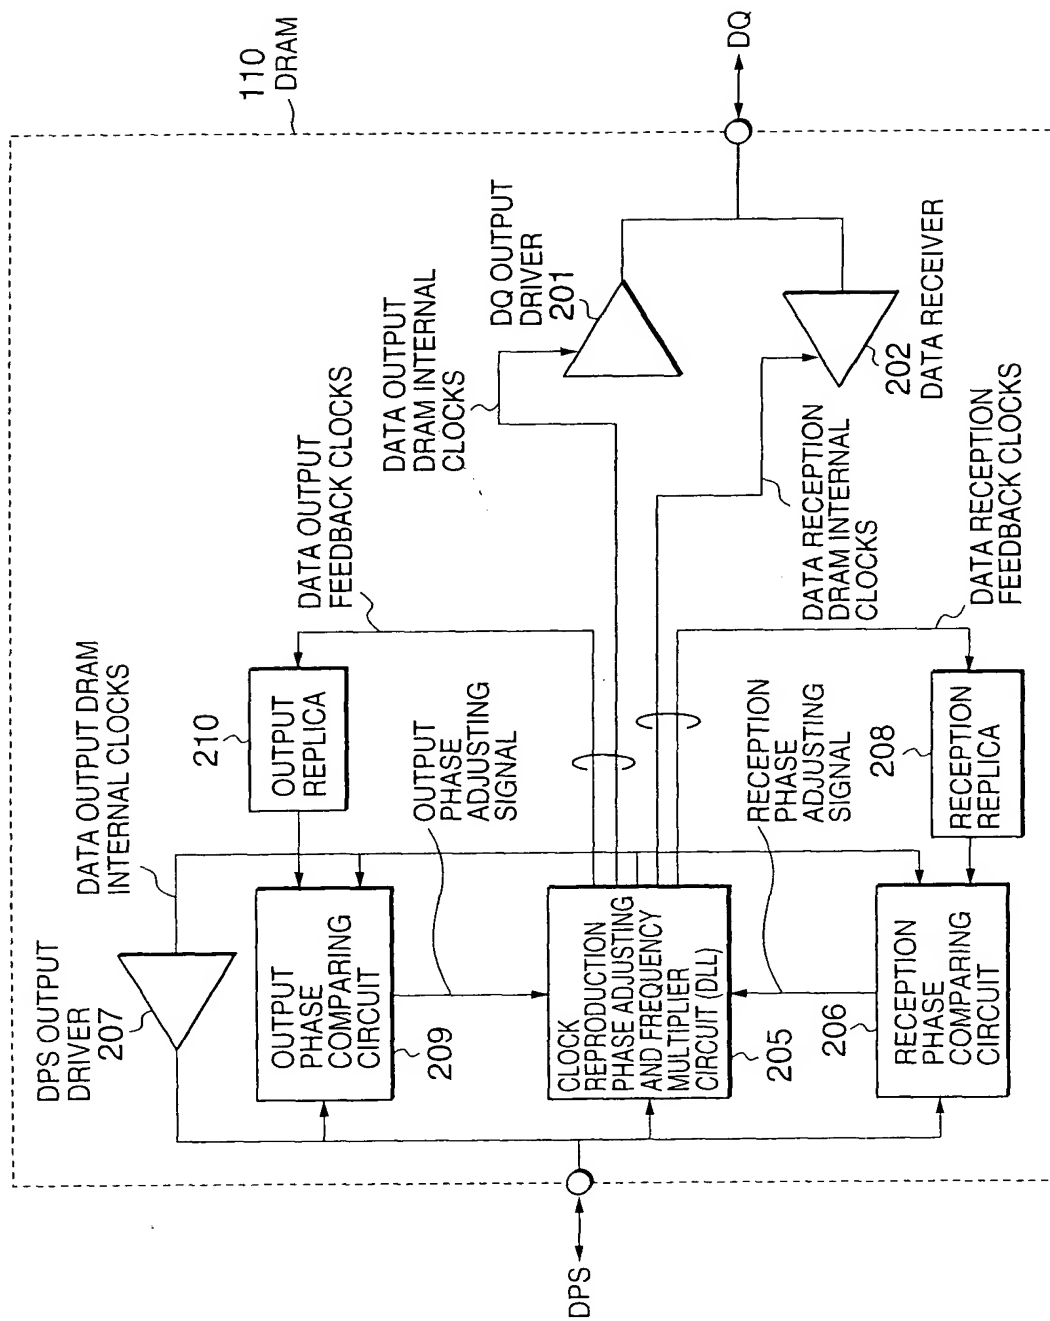 110
DRAM
DPS OUTPUT
DRIVER
207
DATA OUTPUT DRAM
INTERNAL CLOCKS
210
OUTPUT
REPLICA
DATA OUTPUT
FEEDBACK CLOCKS
DATA OUTPUT
DRAM INTERNAL
CLOCKS
DQ OUTPUT
DRIVER
201
OUTPUT
PHASE
COMPARING
CIRCUIT
209
OUTPUT
PHASE
ADJUSTING
SIGNAL
DPS
CLOCK
REPRODUCTION
PHASE ADJUSTING
AND FREQUENCY
MULTIPLIER
CIRCUIT (DLL)
205
DQ
RECEPTION
PHASE
ADJUSTING
SIGNAL
DATA RECEPTION
DRAM INTERNAL
CLOCKS
202
DATA RECEIVER
206
RECEPTION
PHASE
COMPARING
CIRCUIT
208
RECEPTION
REPLICA
DATA RECEPTION
FEEDBACK CLOCKS